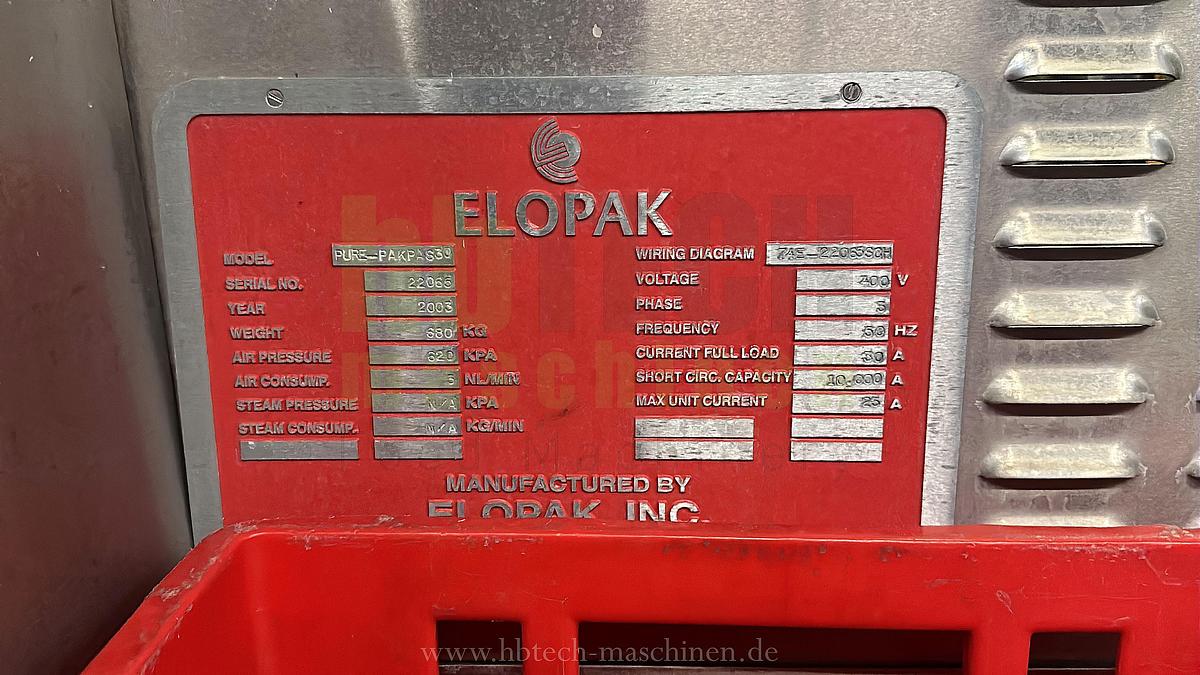 ELOPAK
MODEL PURE-PAKPAS30
SERIAL NO. 22065
YEAR 2003
WEIGHT 680 KG
AIR PRESSURE 620 KPA
AIR CONSUMP. NL/MIN
STEAM PRESSURE N/A KPA
STEAM CONSUMP. N/A KG/MIN
WIRING DIAGRAM
VOLTAGE 400 V
PHASE 3
FREQUENCY 50 HZ
CURRENT FULL LOAD 30 A
SHORT CIRC. CAPACITY 10,000 A
MAX UNIT CURRENT 25 A
MANUFACTURED BY
ELOPAK, INC.
www.hbtech-maschinen.de